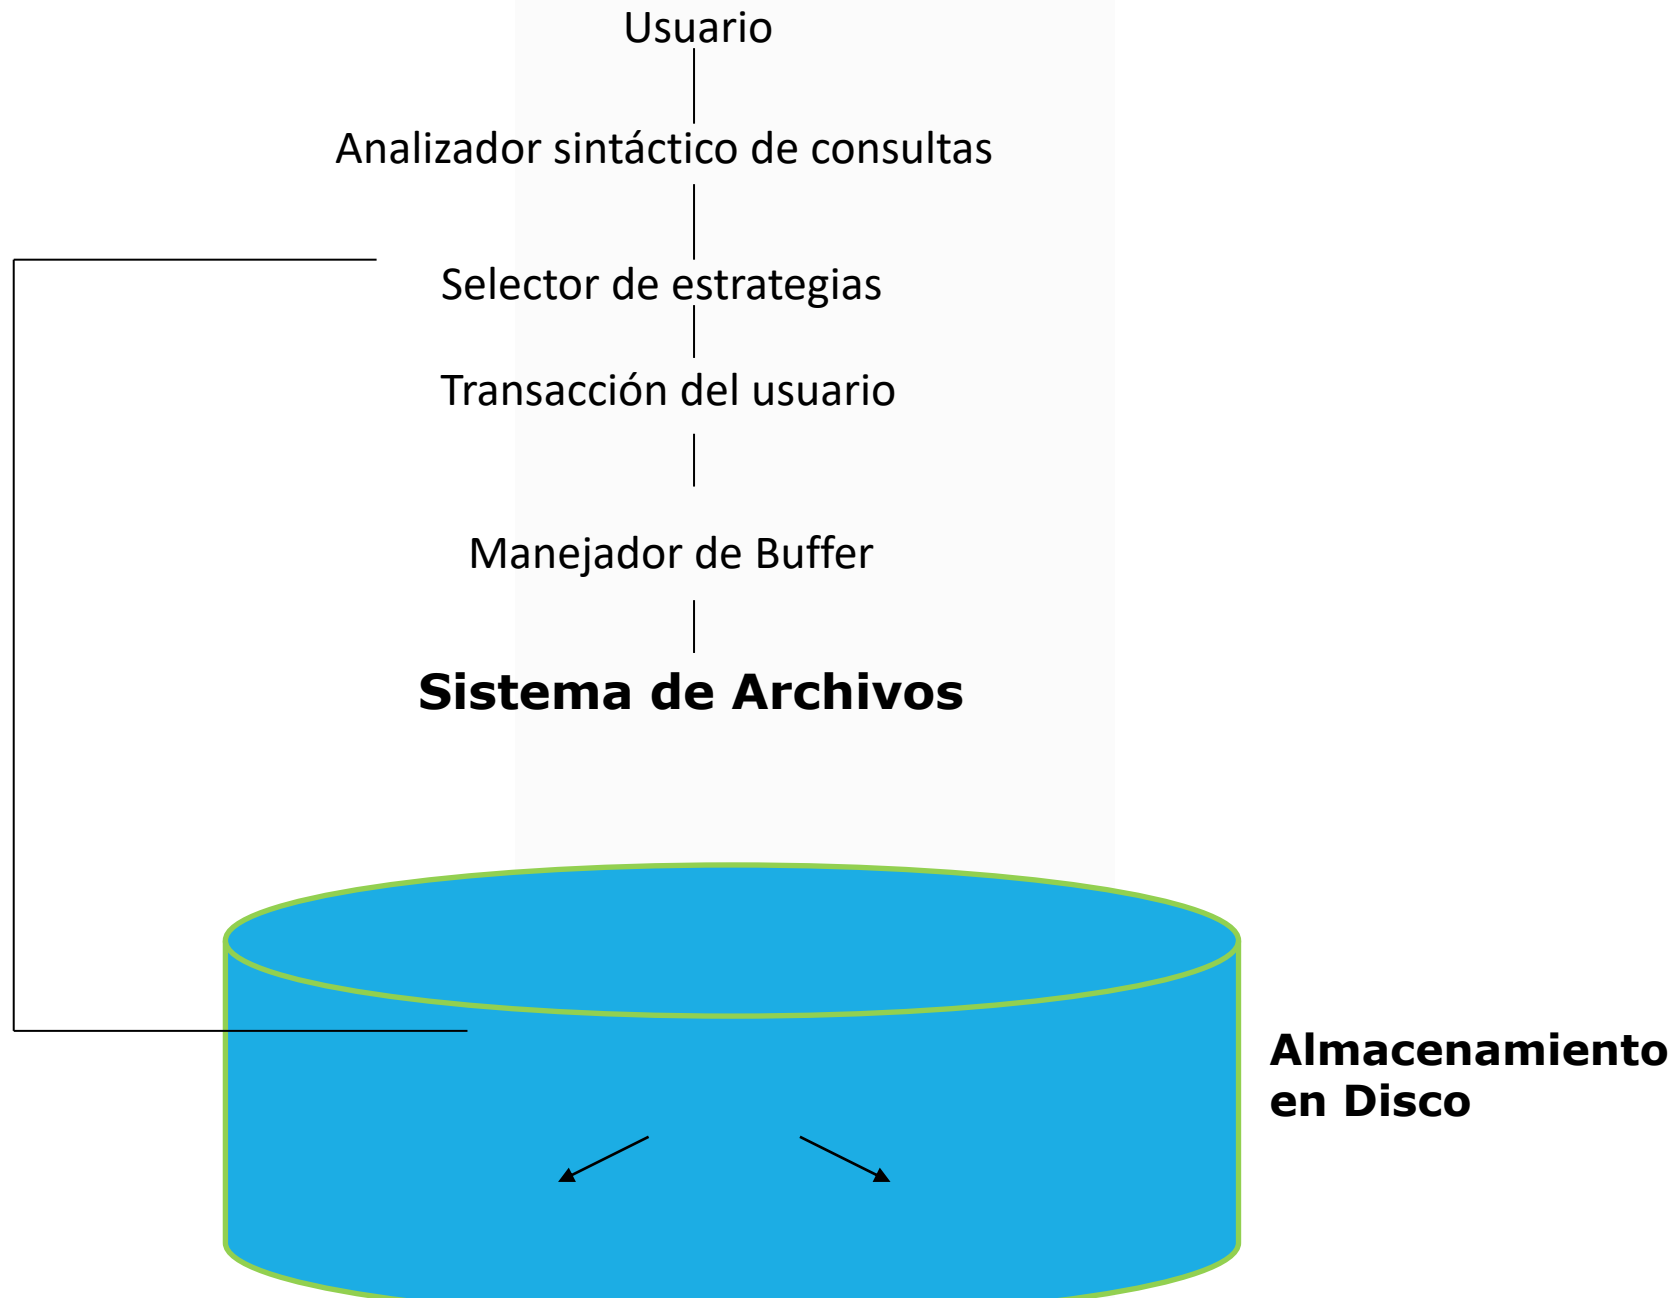 Usuario
Analizador sintáctico de consultas
Selector de estrategias
Transacción del usuario
Manejador de Buffer
Sistema de Archivos
Almacenamiento
en Disco